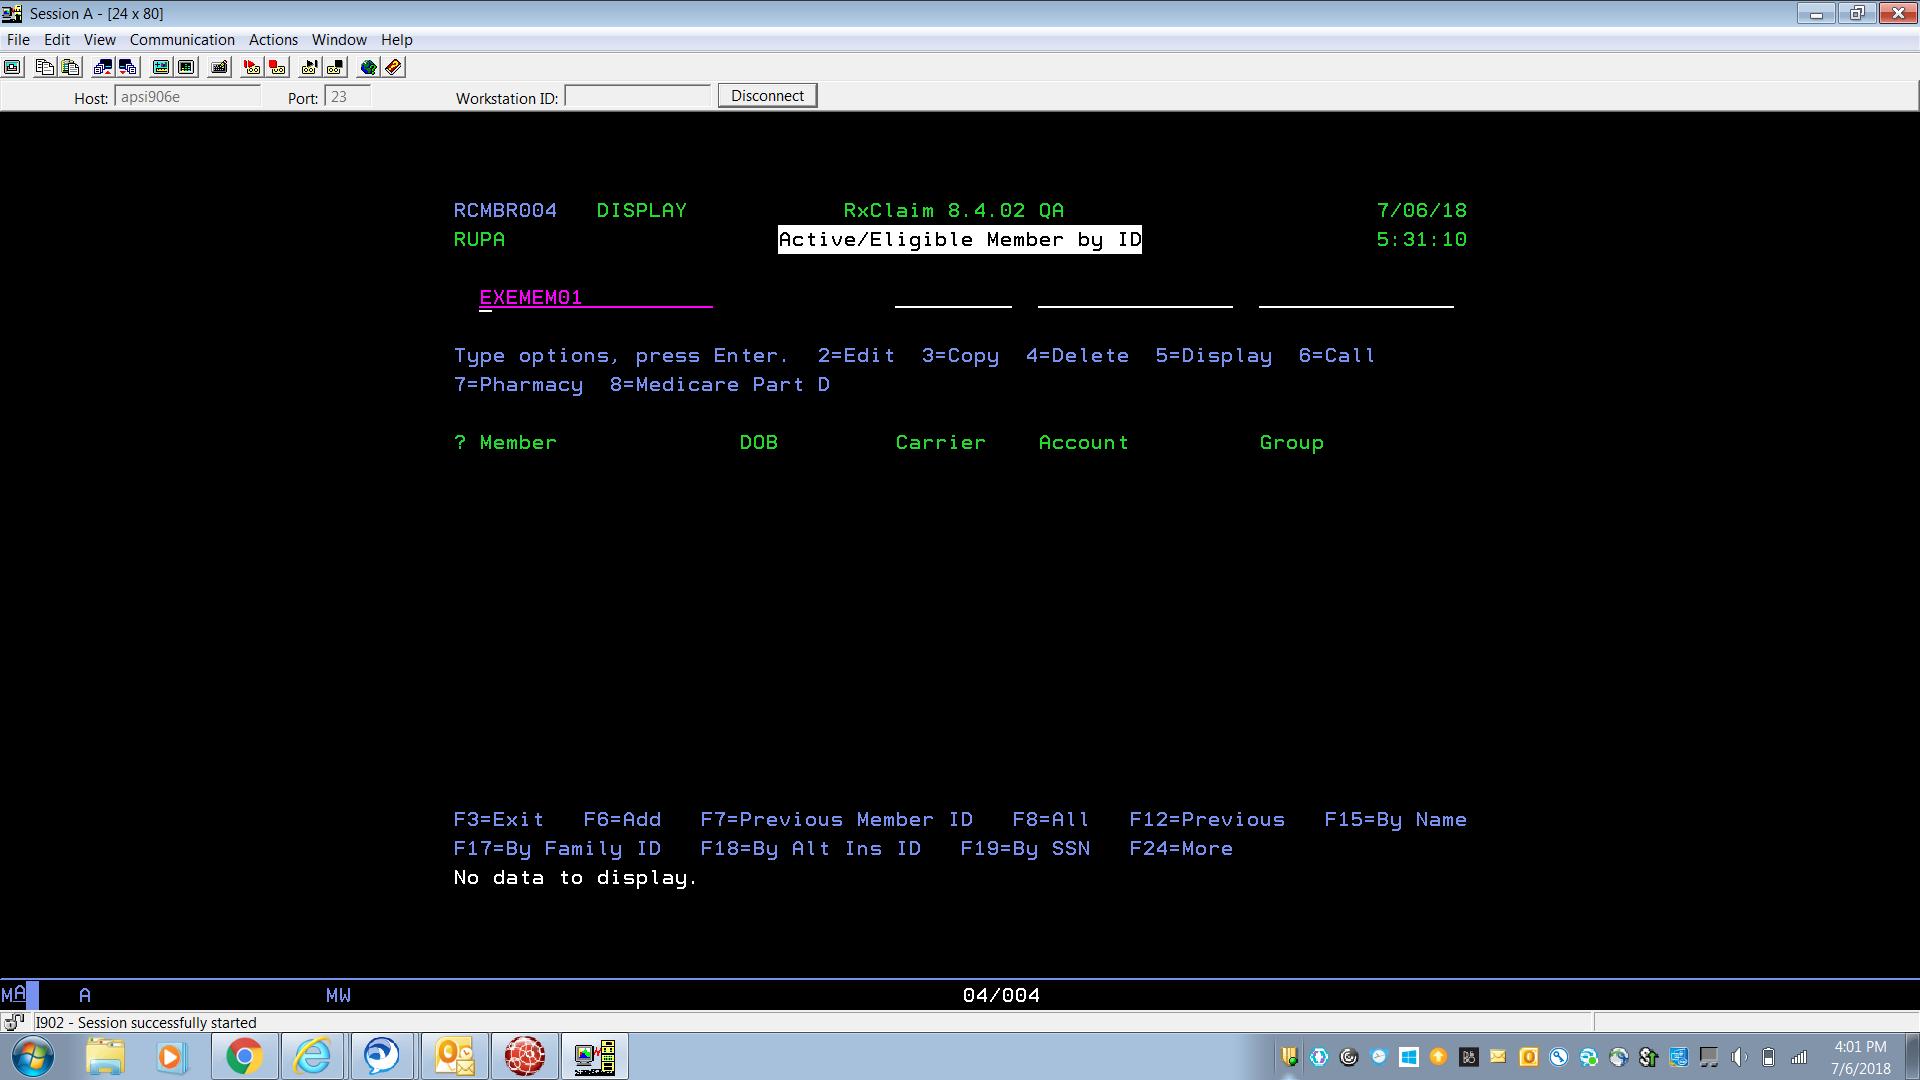 Session A - [24 x 80]
File Edit View Communication Actions Window Help
Host: apsi906e Port: 23 Workstation ID: Disconnect
RCMBR004 DISPLAY RxClaim 8.4.02 QA 7/06/18
RUPA Active/Eligible Member by ID 5:31:10
EXEMEM01
Type options, press Enter. 2=Edit 3=Copy 4=Delete 5=Display 6=Call
7=Pharmacy 8=Medicare Part D
? Member DOB Carrier Account Group
F3=Exit F6=Add F7=Previous Member ID F8=All F12=Previous F15=By Name
F17=By Family ID F18=By Alt Ins ID F19=By SSN F24=More
No data to display.
MA A MW 04/004
I902 - Session successfully started
4:01 PM
7/6/2018